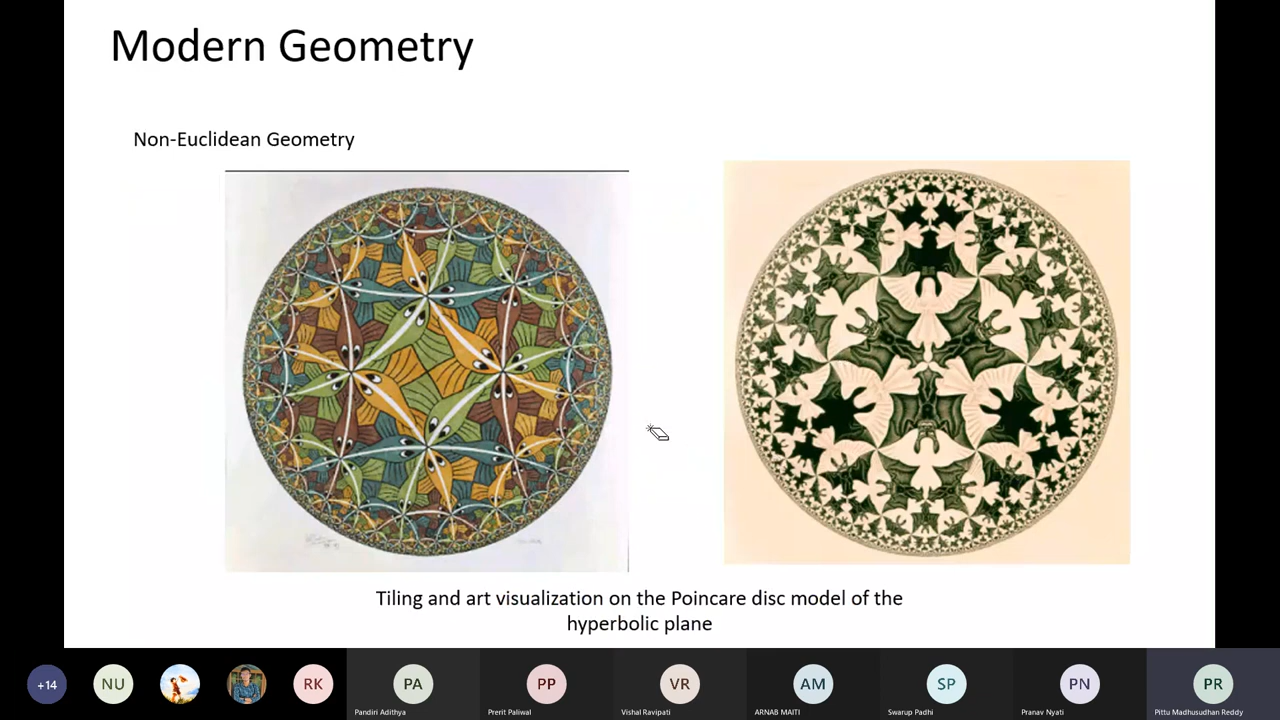 Modern Geometry
Non-Euclidean Geometry
Tiling and art visualization on the Poincare disc model of the
hyperbolic plane
+14
NU
RK
PA
PP
VR
AM
SP
PN
PR
Pandiri Adithya
Prerit Paliwal
Vishal Ravipati
ARNAB MAITI
Swarup Padhi
Pranav Nyati
Pittu Madhusudhan Reddy